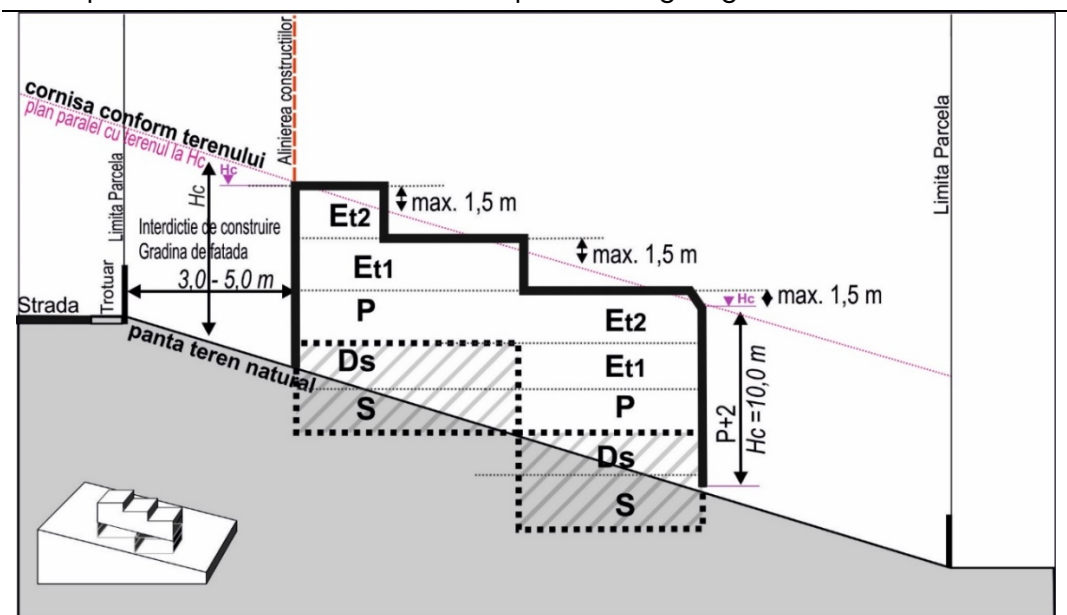 cornisa conform terenului
plan paralel cu terenul la Hc
Limita Parcela
Hc
Hc
Alinierea constructiilor
Interdictie de construire
Gradina de fatada
3,0 - 5,0 m
Strada
Trotuar
panta teren natural
Et2
max. 1,5 m
Et1
max. 1,5 m
P
Ds
S
Et2
Hc
max. 1,5 m
Et1
P
Ds
S
P+2
Hc =10,0 m
Limita Parcela